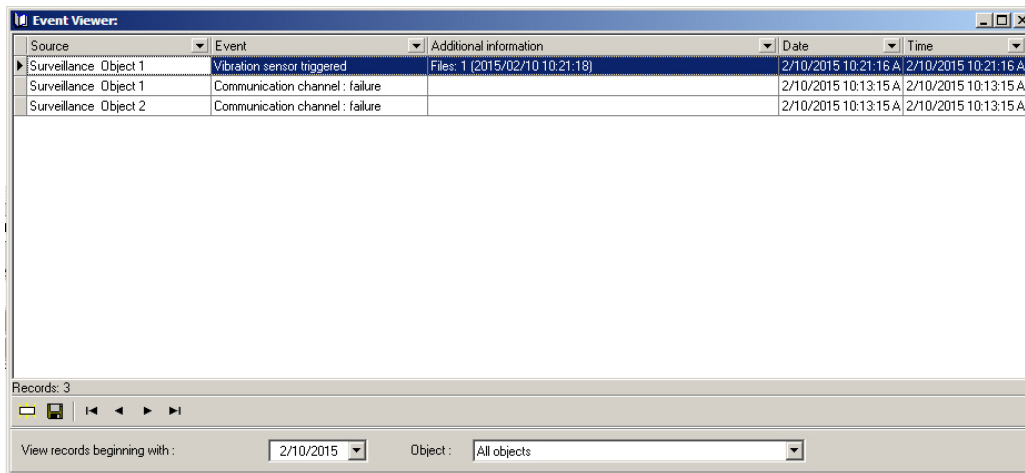 Event Viewer:
Source Event Additional information Date Time
Surveillance Object 1 Vibration sensor triggered Files: 1 (2015/02/10 10:21:18) 2/10/2015 10:21:16 A 2/10/2015 10:21:16 A
Surveillance Object 1 Communication channel : failure 2/10/2015 10:13:15 A 2/10/2015 10:13:15 A
Surveillance Object 2 Communication channel : failure 2/10/2015 10:13:15 A 2/10/2015 10:13:15 A
Records: 3
View records beginning with : 2/10/2015 Object : All objects